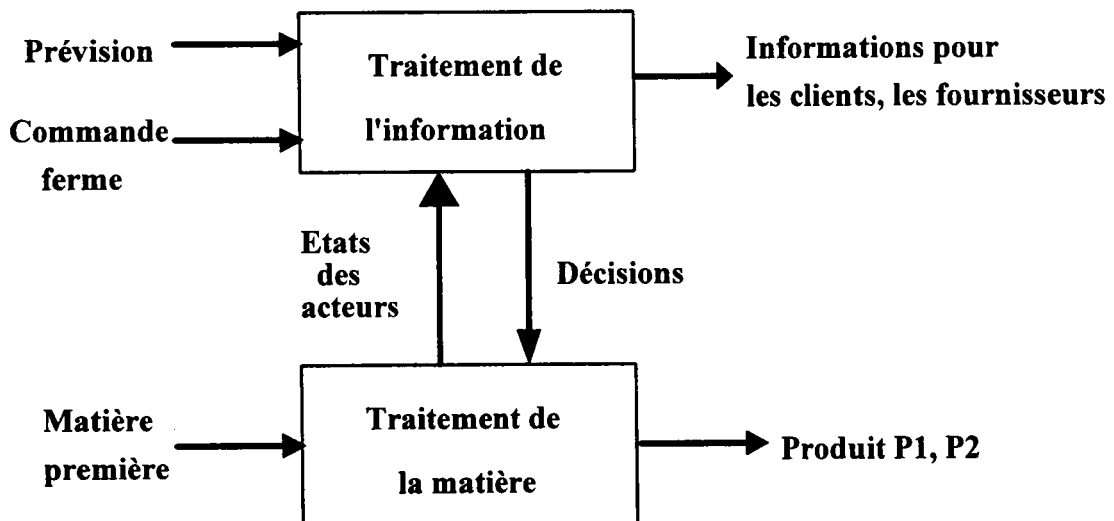 Prévision
Commande
ferme
Traitement de
l'information
Informations pour
les clients, les fournisseurs
Etats
des
acteurs
Décisions
Matière
première
Traitement de
la matière
Produit P1, P2